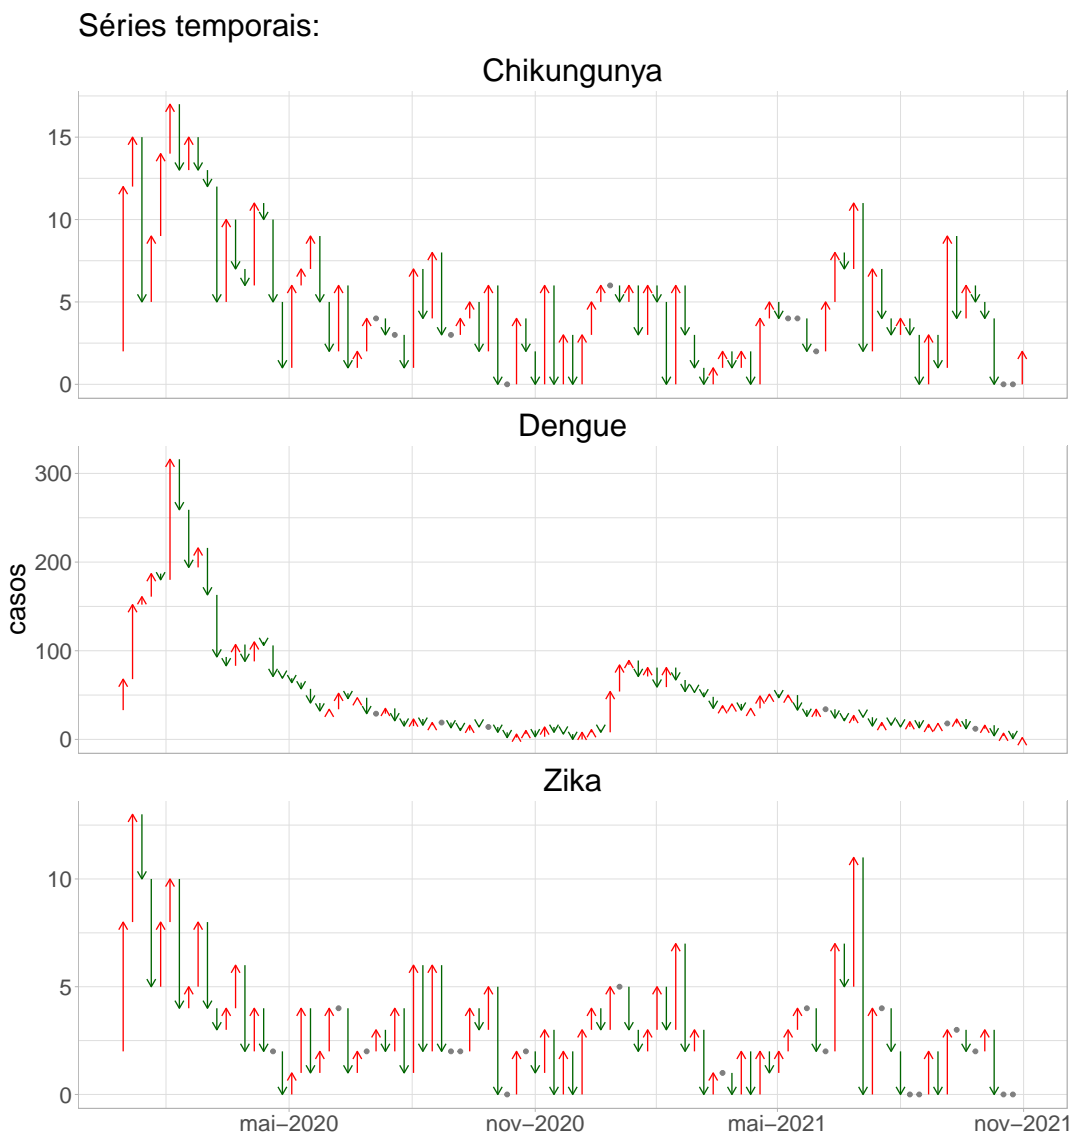 Séries temporais:
Chikungunya
15
10
5
0
Dengue
300
200
100
0
casos
Zika
10
5
0
mai−2020 nov−2020 mai−2021 nov−2021